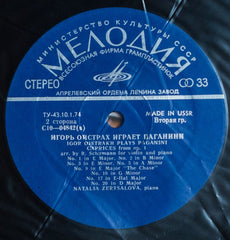 МИНИСТЕРСТВО КУЛЬТУРЫ СССР
МЕЛОДИЯ
ВСЕСОЮЗНАЯ ФИРМА ГРАМПЛАСТИНОК
СТЕРЕО
33
АПРЕЛЕВСКИЙ ОРДЕНА ЛЕНИНА ЗАВОД
ТУ-43.10.1.74
MADE IN USSR
2 сторона
Вторая гр.
С10—04842(a)
ИГОРЬ ОЙСТРАХ ИГРАЕТ ПАГАНИНИ
IGOR OISTRAKH PLAYS PAGANINI
CAPRICES from op. 1
arr. by R. Schumann for violin and piano
No. 1 in E Major, No. 2 in B Minor
No. 3 in E Minor, No. 5 in A Minor
No. 9 in E Major "The Chase"
No. 10 in G Minor
No. 17 in E-flat Major
No. 20 in D Major
NATALIA ZERTSALOVA, piano